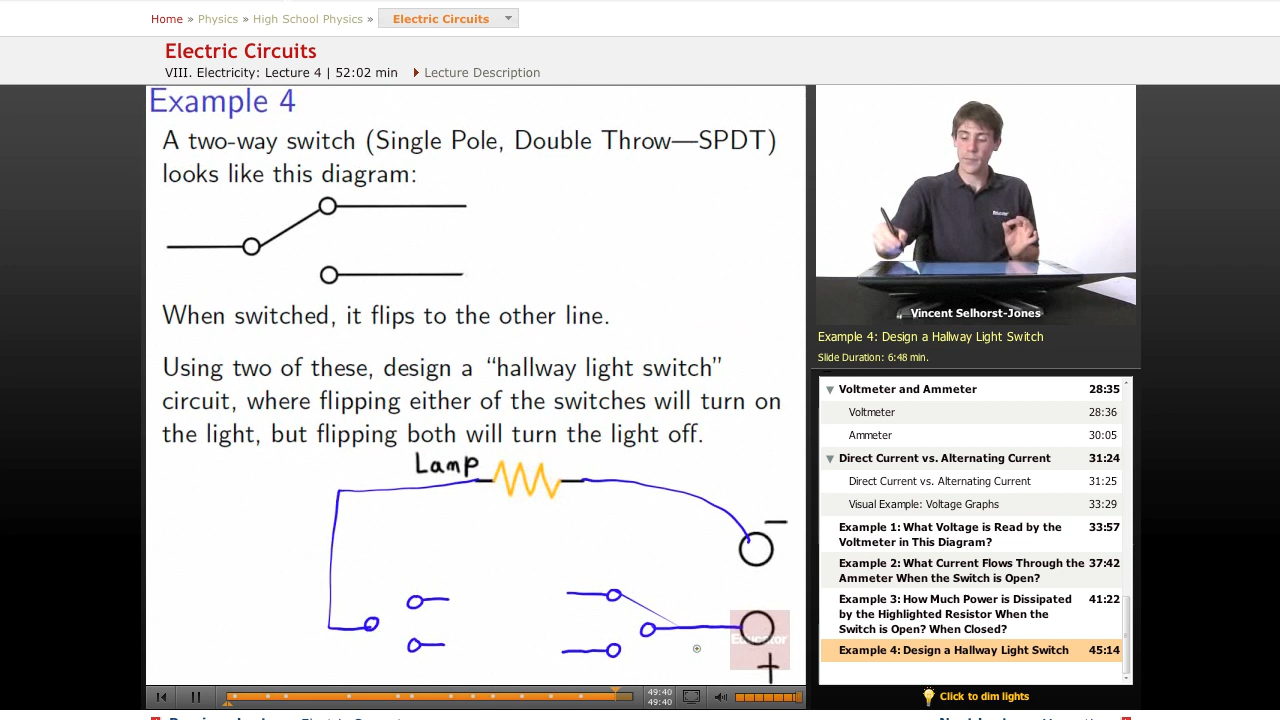 Home » Physics » High School Physics » Electric Circuits
Electric Circuits
VIII. Electricity: Lecture 4 | 52:02 min Lecture Description
Example 4
A two-way switch (Single Pole, Double Throw—SPDT)
looks like this diagram:
When switched, it flips to the other line.
Using two of these, design a “hallway light switch”
circuit, where flipping either of the switches will turn on
the light, but flipping both will turn the light off.
Lamp
−
+
Educator
Educator
Vincent Selhorst-Jones
Example 4: Design a Hallway Light Switch
Slide Duration: 6:48 min.
Voltmeter and Ammeter 28:35
Voltmeter 28:36
Ammeter 30:05
Direct Current vs. Alternating Current 31:24
Direct Current vs. Alternating Current 31:25
Visual Example: Voltage Graphs 33:29
Example 1: What Voltage is Read by the 33:57
Voltmeter in This Diagram?
Example 2: What Current Flows Through the 37:42
Ammeter When the Switch is Open?
Example 3: How Much Power is Dissipated 41:22
by the Highlighted Resistor When the
Switch is Open? When Closed?
Example 4: Design a Hallway Light Switch 45:14
49:40
49:40
Click to dim lights